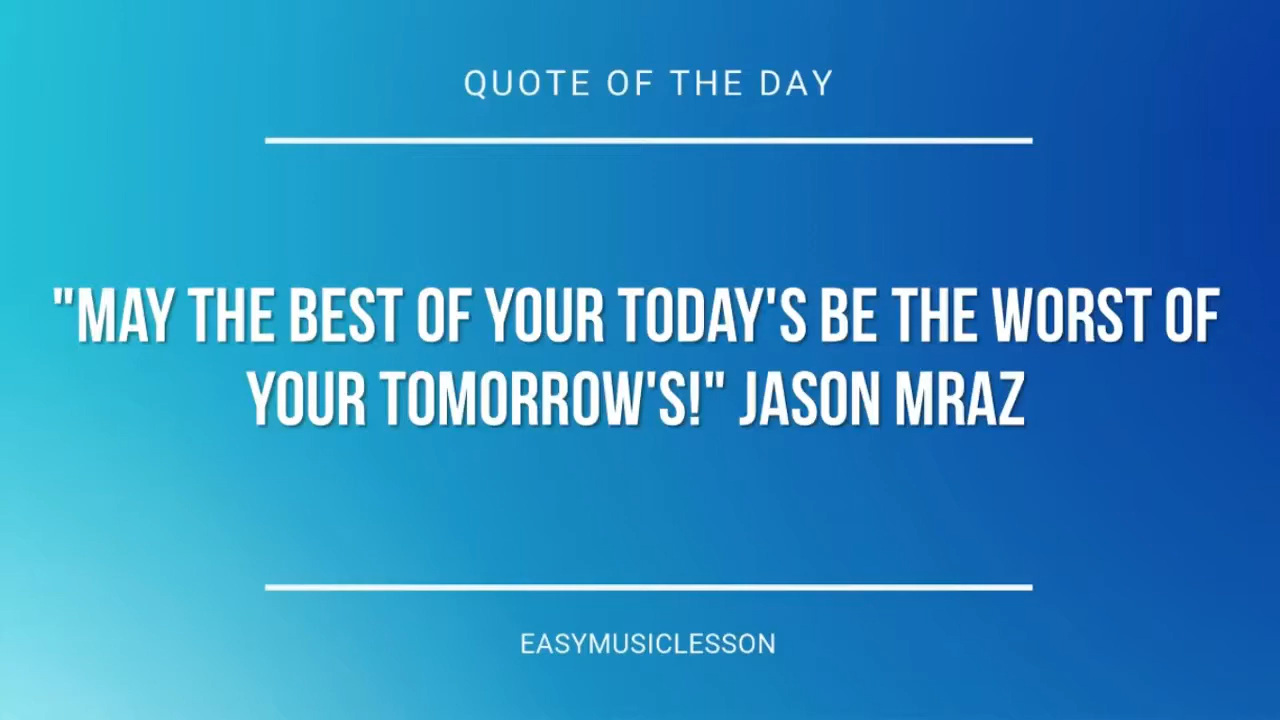 QUOTE OF THE DAY
"MAY THE BEST OF YOUR TODAY'S BE THE WORST OF
YOUR TOMORROW'S!" JASON MRAZ
EASYMUSICLESSON